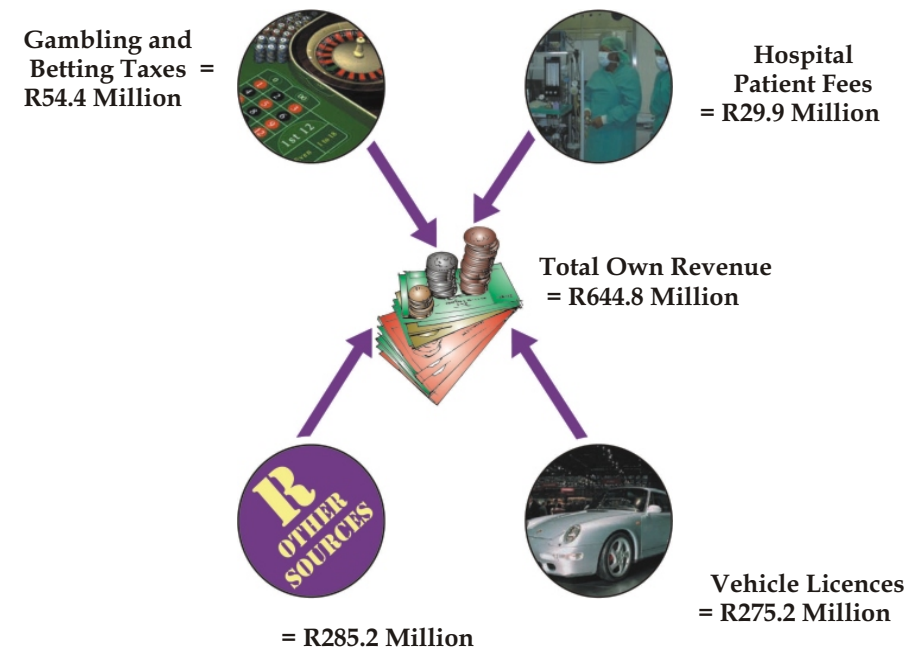 Gambling and
Betting Taxes =
R54.4 Million
Hospital
Patient Fees
= R29.9 Million
1st 12
Total Own Revenue
= R644.8 Million
R
OTHER
SOURCES
= R285.2 Million
Vehicle Licences
= R275.2 Million